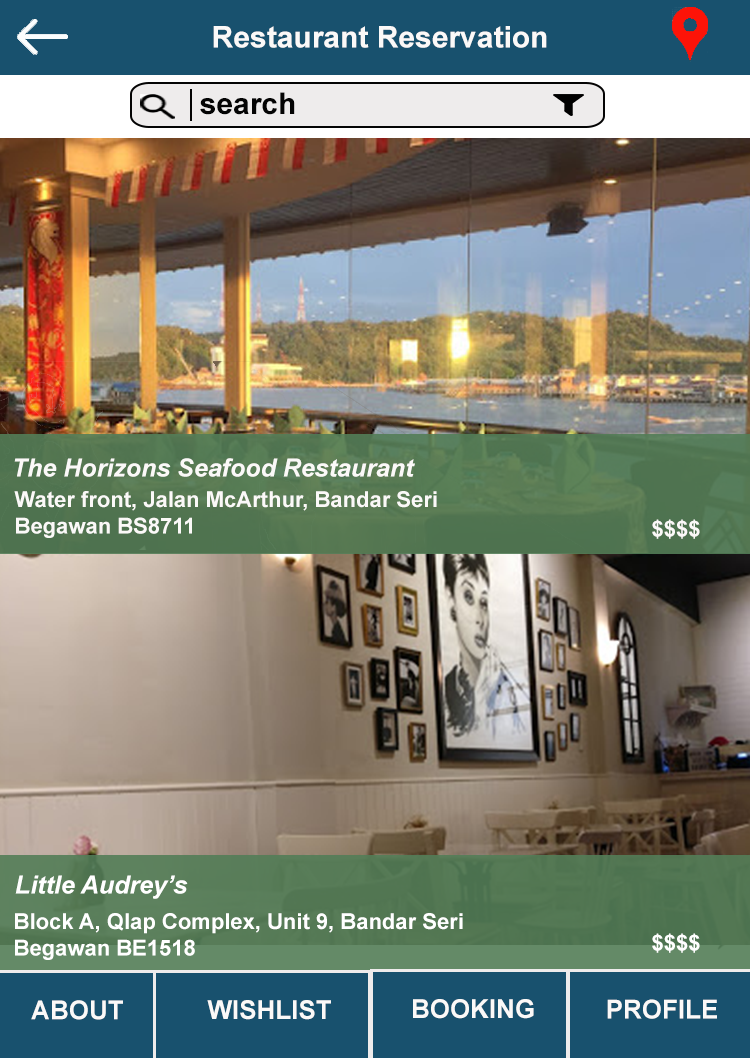 Restaurant Reservation
search
The Horizons Seafood Restaurant
Water front, Jalan McArthur, Bandar Seri
Begawan BS8711
$$$$
Little Audrey’s
Block A, Qlap Complex, Unit 9, Bandar Seri
Begawan BE1518
$$$$
ABOUT
WISHLIST
BOOKING
PROFILE